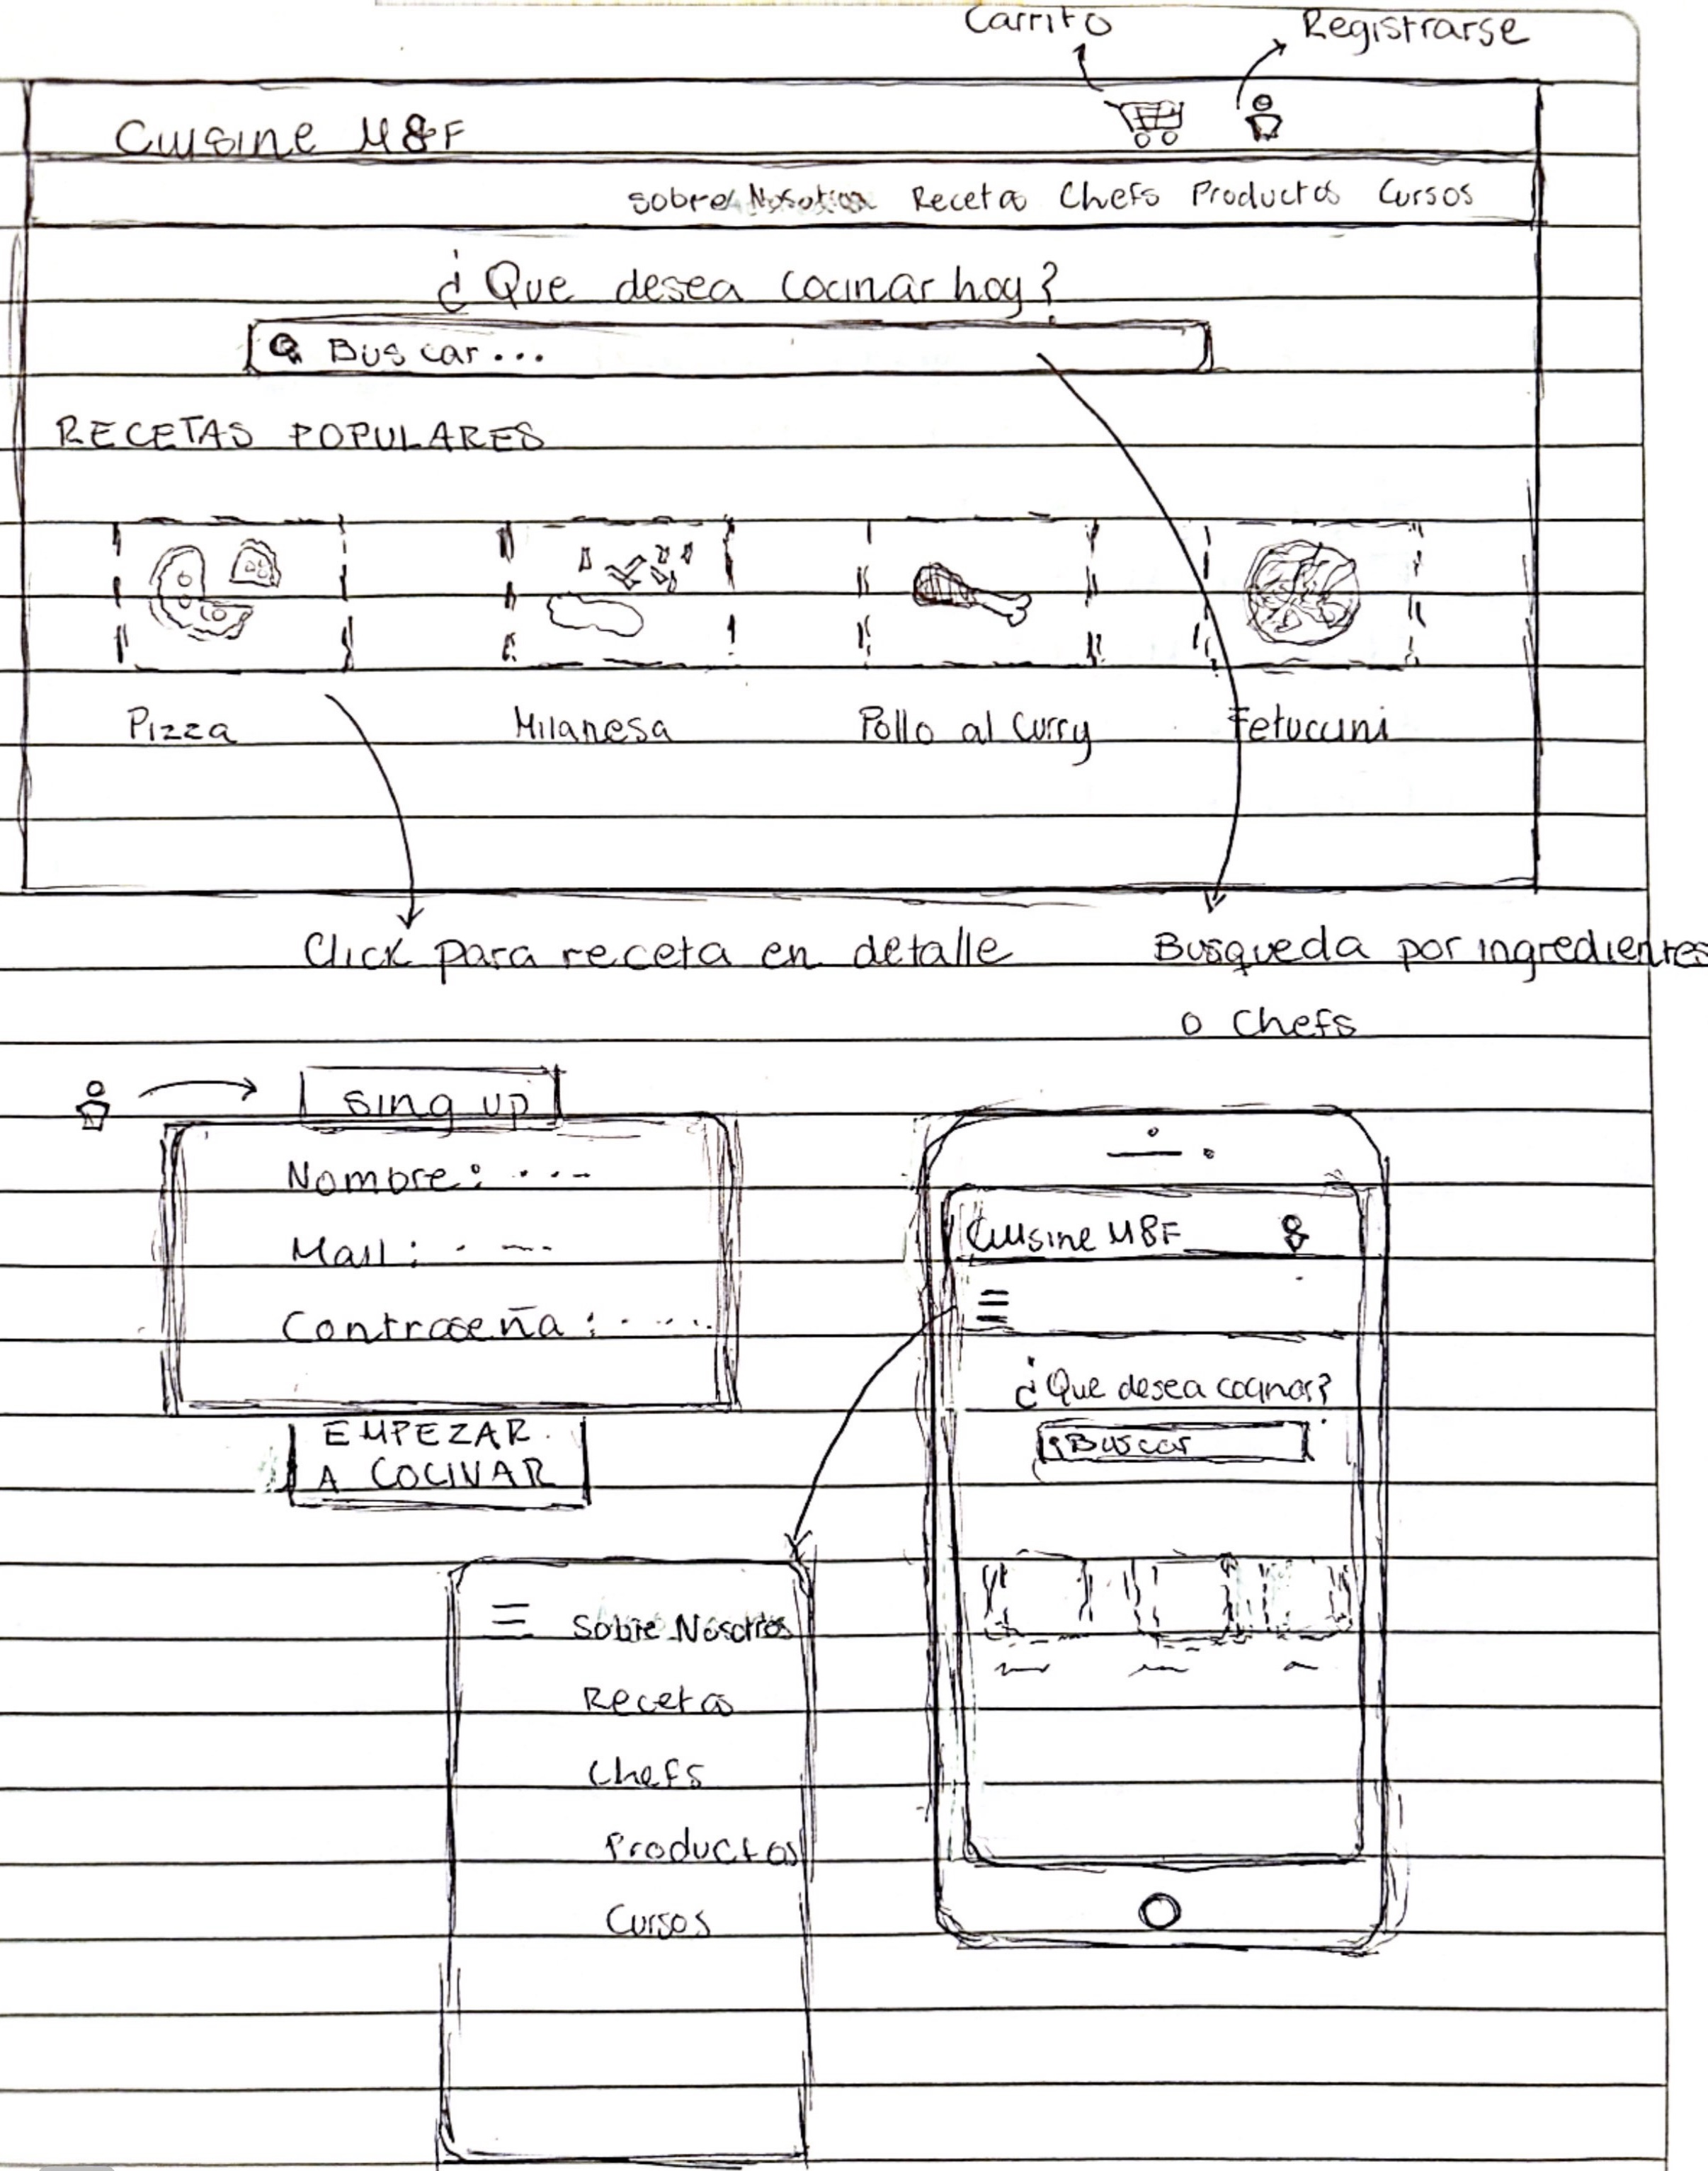 Carrito
Registrarse
Cuisine M&F
Sobre Nosotros Recetas Chefs Productos Cursos
¿Que desea cocinar hoy?
Buscar...
RECETAS POPULARES
Pizza
Milanesa
Pollo al Curry
Fetuccini
Click para receta en detalle
Busqueda por ingredientes
o Chefs
Sing up
Nombre:
Mail:
Contraseña:
EMPEZAR
A COCINAR
Cuisine M&F
¿Que desea cocinar?
Buscar
Sobre Nosotros
Recetas
Chefs
Productos
Cursos